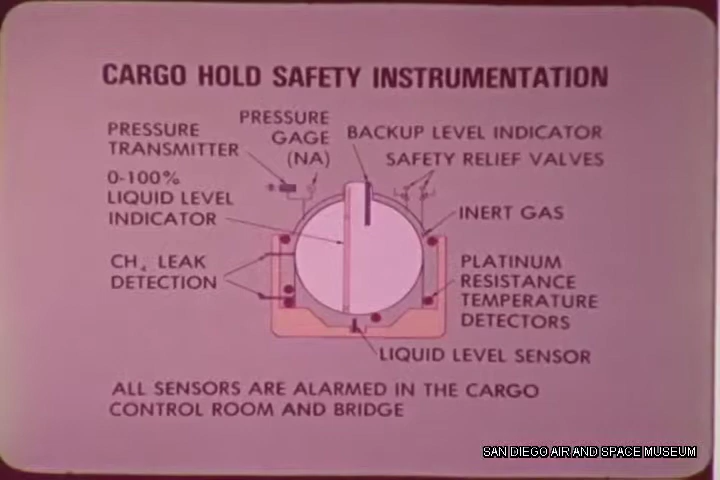 CARGO HOLD SAFETY INSTRUMENTATION
PRESSURE
TRANSMITTER
PRESSURE
GAGE
(NA)
BACKUP LEVEL INDICATOR
SAFETY RELIEF VALVES
0-100%
LIQUID LEVEL
INDICATOR
INERT GAS
CH₄ LEAK
DETECTION
PLATINUM
RESISTANCE
TEMPERATURE
DETECTORS
LIQUID LEVEL SENSOR
ALL SENSORS ARE ALARMED IN THE CARGO
CONTROL ROOM AND BRIDGE
SAN DIEGO AIR AND SPACE MUSEUM